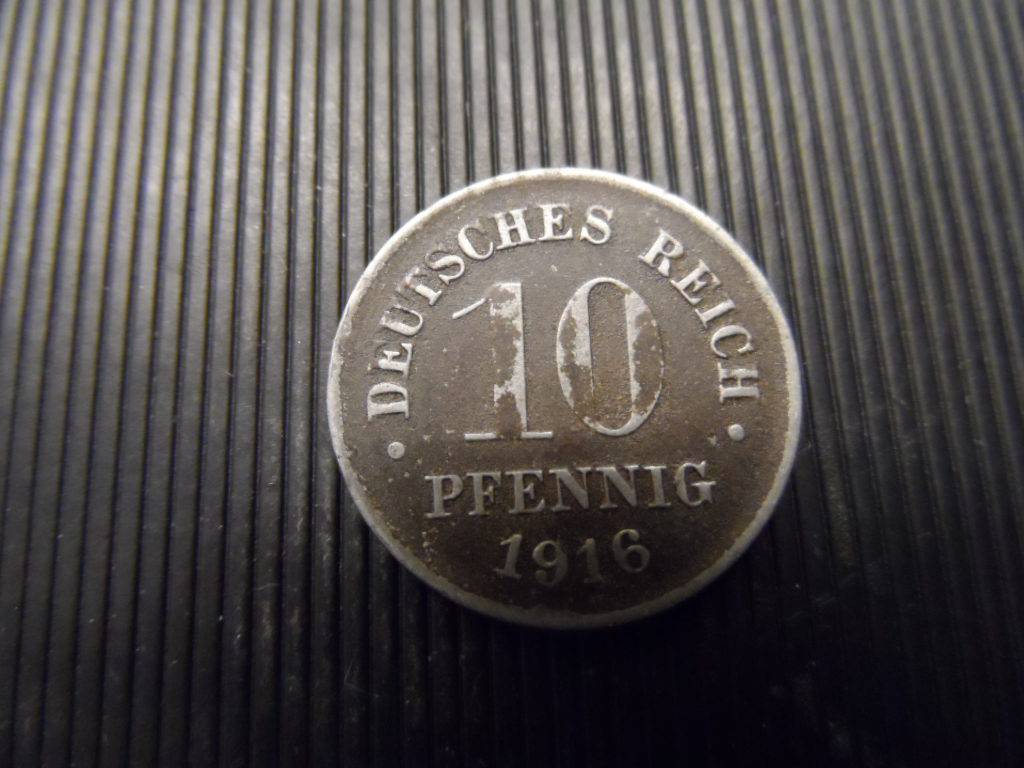 · DEUTSCHES REICH ·
10
PFENNIG
1916